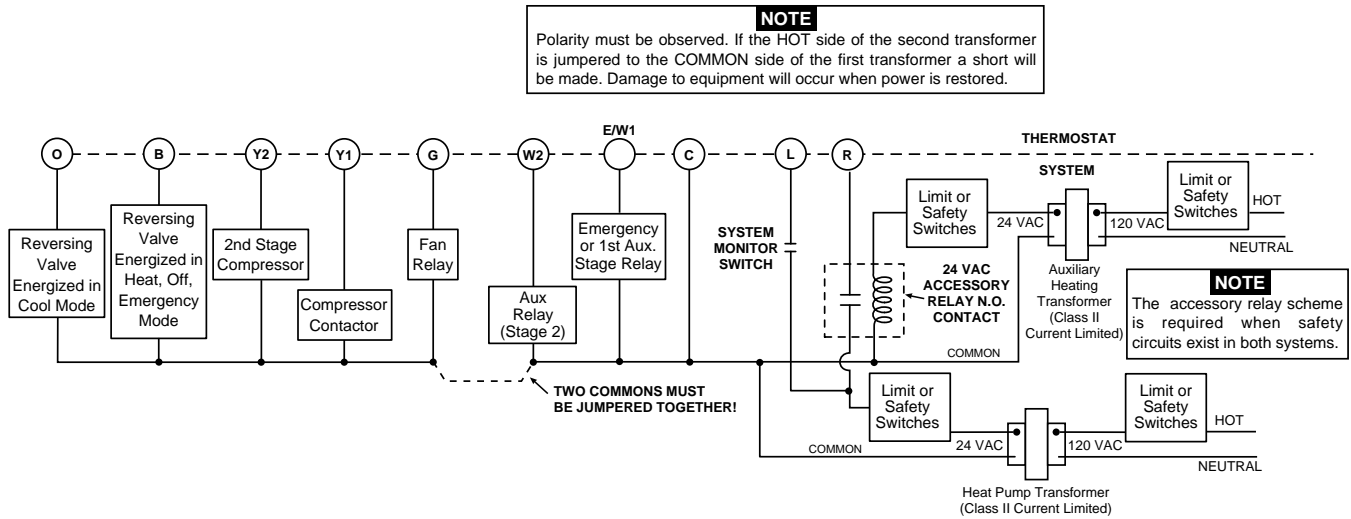 NOTE
Polarity must be observed. If the HOT side of the second transformer
is jumpered to the COMMON side of the first transformer a short will
be made. Damage to equipment will occur when power is restored.
E/W1
O
B
Y2
Y1
G
W2
C
L
R
THERMOSTAT
SYSTEM
Reversing
Valve
Energized in
Cool Mode
Reversing
Valve
Energized in
Heat, Off,
Emergency
Mode
2nd Stage
Compressor
Compressor
Contactor
Fan
Relay
Aux
Relay
(Stage 2)
Emergency
or 1st Aux.
Stage Relay
SYSTEM
MONITOR
SWITCH
24 VAC
ACCESSORY
RELAY N.O.
CONTACT
Limit or
Safety
Switches
24 VAC
120 VAC
Limit or
Safety
Switches
HOT
NEUTRAL
Auxiliary
Heating
Transformer
(Class II
Current Limited)
NOTE
The accessory relay scheme
is required when safety
circuits exist in both systems.
COMMON
TWO COMMONS MUST
BE JUMPERED TOGETHER!
Limit or
Safety
Switches
COMMON
24 VAC
120 VAC
Limit or
Safety
Switches
HOT
NEUTRAL
Heat Pump Transformer
(Class II Current Limited)